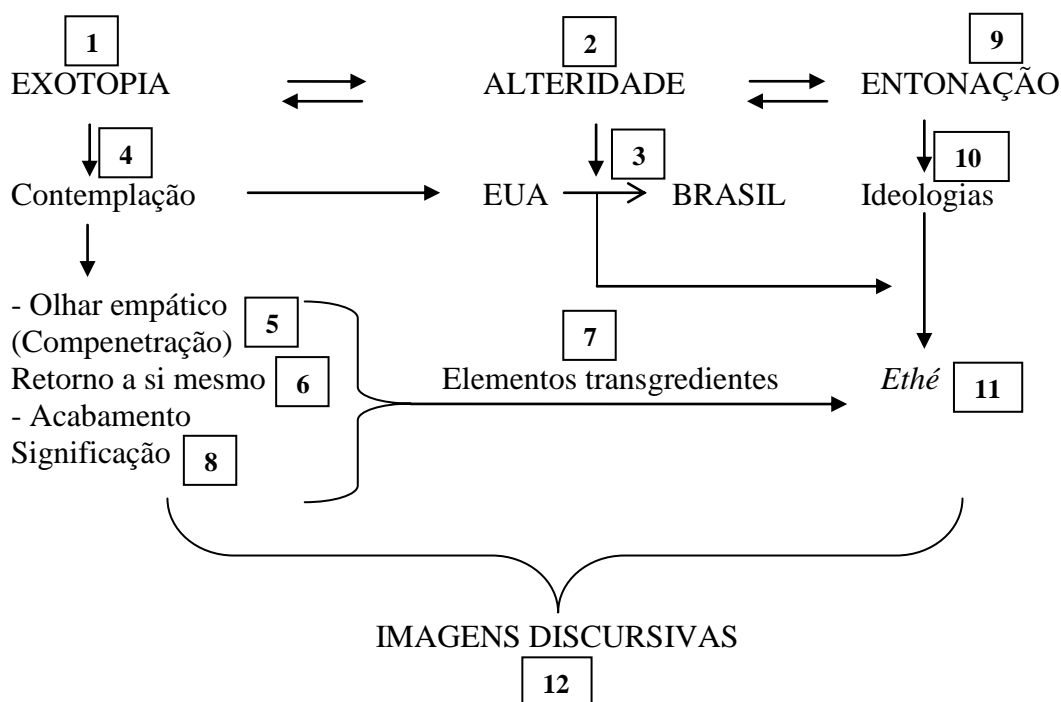 1 2 9
EXOTOPIA ALTERIDADE ENTONAÇÃO
4 3 10
Contemplação EUA BRASIL Ideologias
- Olhar empático 5
(Compenetração) 7
Retorno a si mesmo 6 Elementos transgredientes Ethé 11
- Acabamento
Significação 8
IMAGENS DISCURSIVAS
12